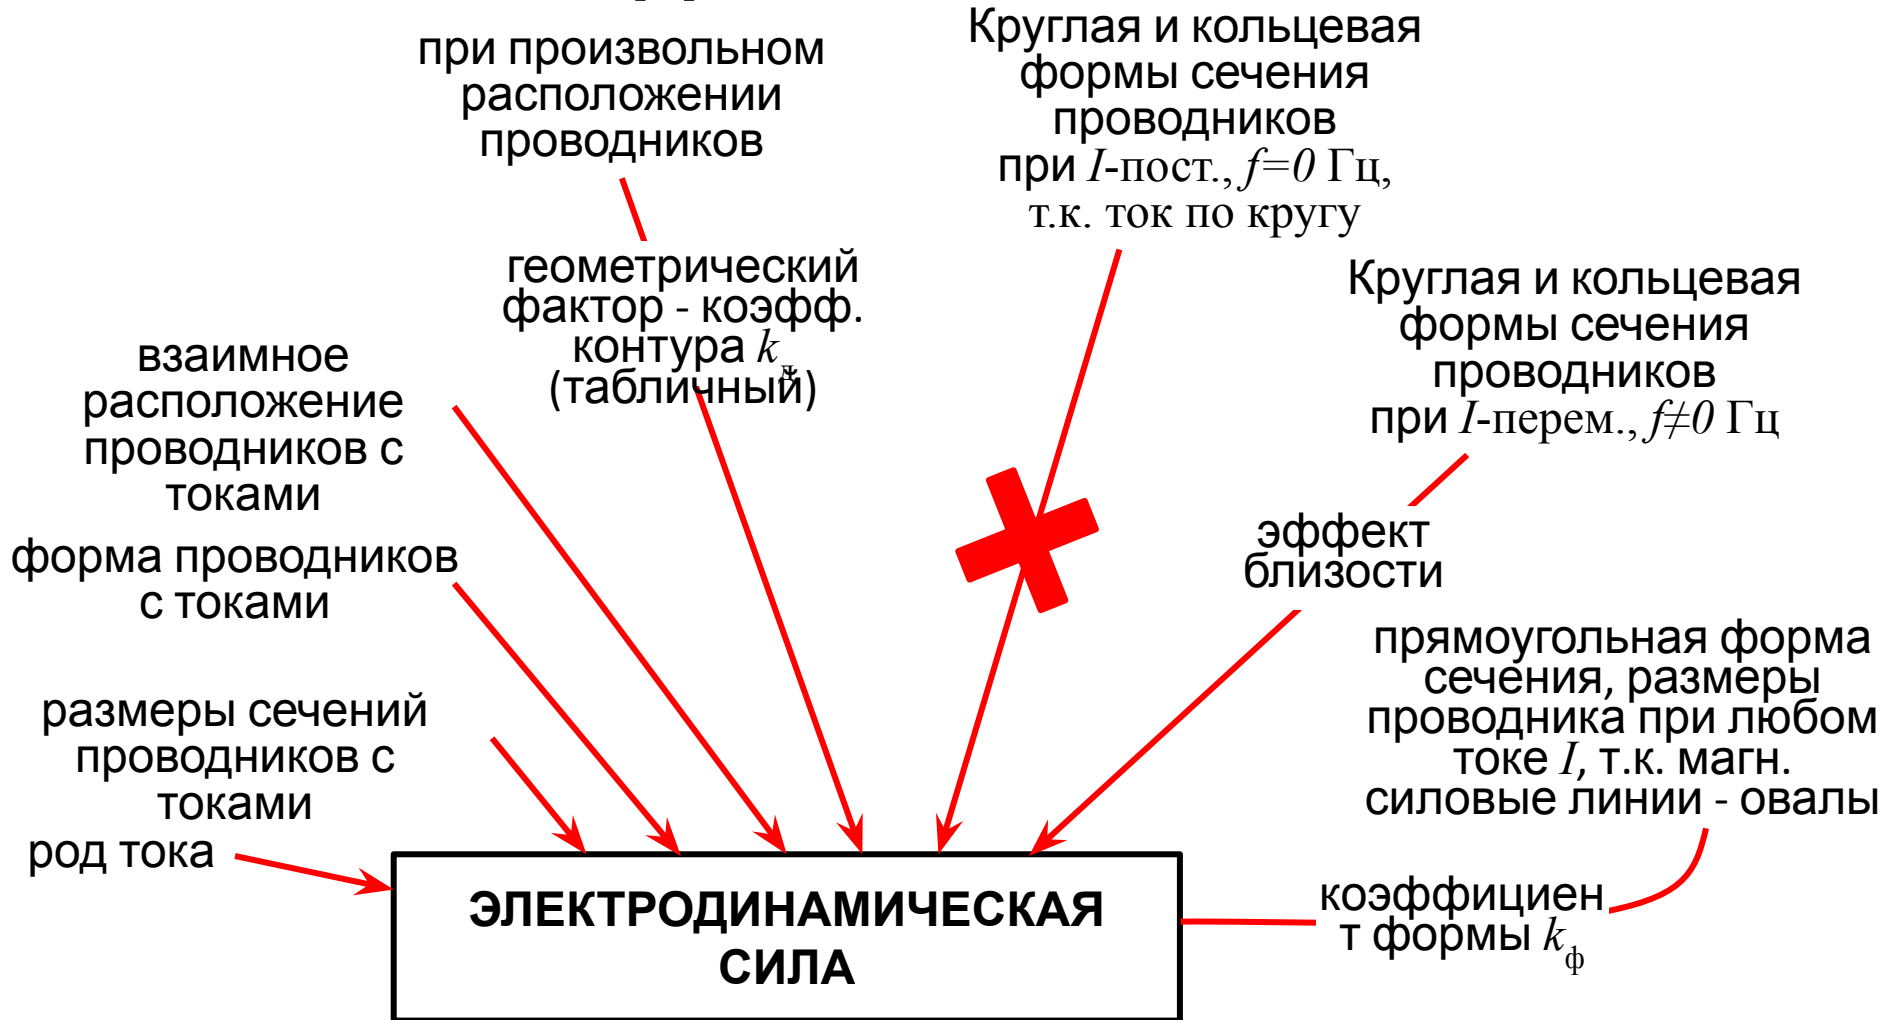 при произвольном
расположении
проводников
Круглая и кольцевая
формы сечения
проводников
при I-пост., f=0 Гц,
т.к. ток по кругу
геометрический
фактор - коэфф.
контура k д
(табличный)
Круглая и кольцевая
формы сечения
проводников
при I-перем., f≠0 Гц
взаимное
расположение
проводников с
токами
эффект
близости
форма проводников
с токами
прямоугольная форма
сечения, размеры
проводника при любом
токе I, т.к. магн.
силовые линии - овалы
размеры сечений
проводников с
токами
род тока
ЭЛЕКТРОДИНАМИЧЕСКАЯ
СИЛА
коэффициен
т формы kф